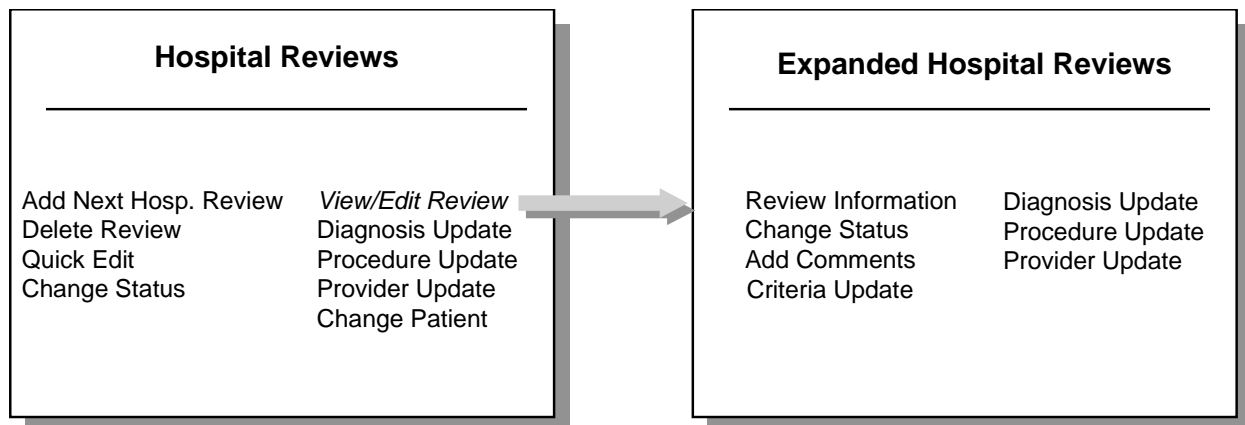 Hospital Reviews
Add Next Hosp. Review
Delete Review
Quick Edit
Change Status
View/Edit Review
Diagnosis Update
Procedure Update
Provider Update
Change Patient
Expanded Hospital Reviews
Review Information
Change Status
Add Comments
Criteria Update
Diagnosis Update
Procedure Update
Provider Update